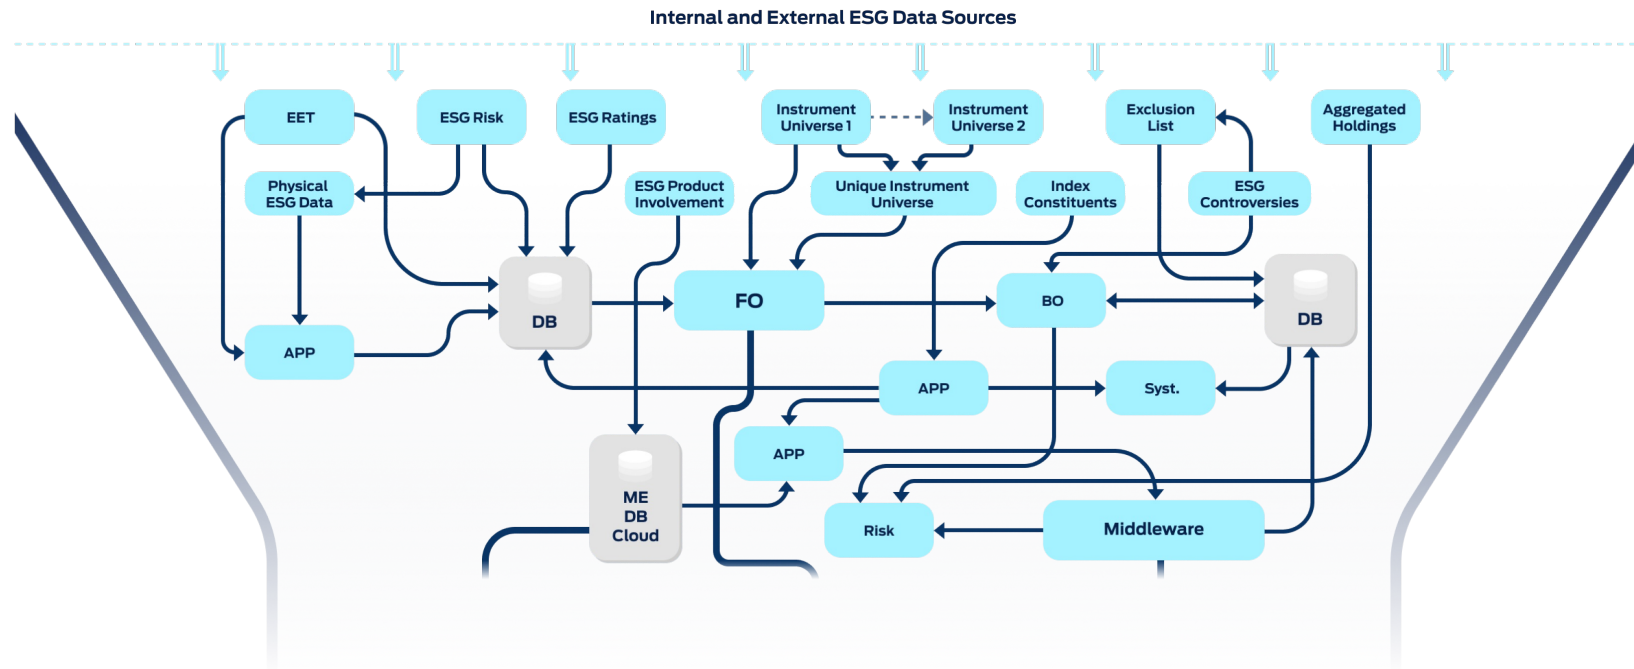 Internal and External ESG Data Sources
EET
ESG Risk
ESG Ratings
Instrument
Universe 1
Instrument
Universe 2
Exclusion
List
Aggregated
Holdings
Physical
ESG Data
ESG Product
Involvement
Unique Instrument
Universe
Index
Constituents
ESG
Controversies
DB
FO
BO
DB
APP
APP
Syst.
APP
ME
DB
Cloud
Risk
Middleware